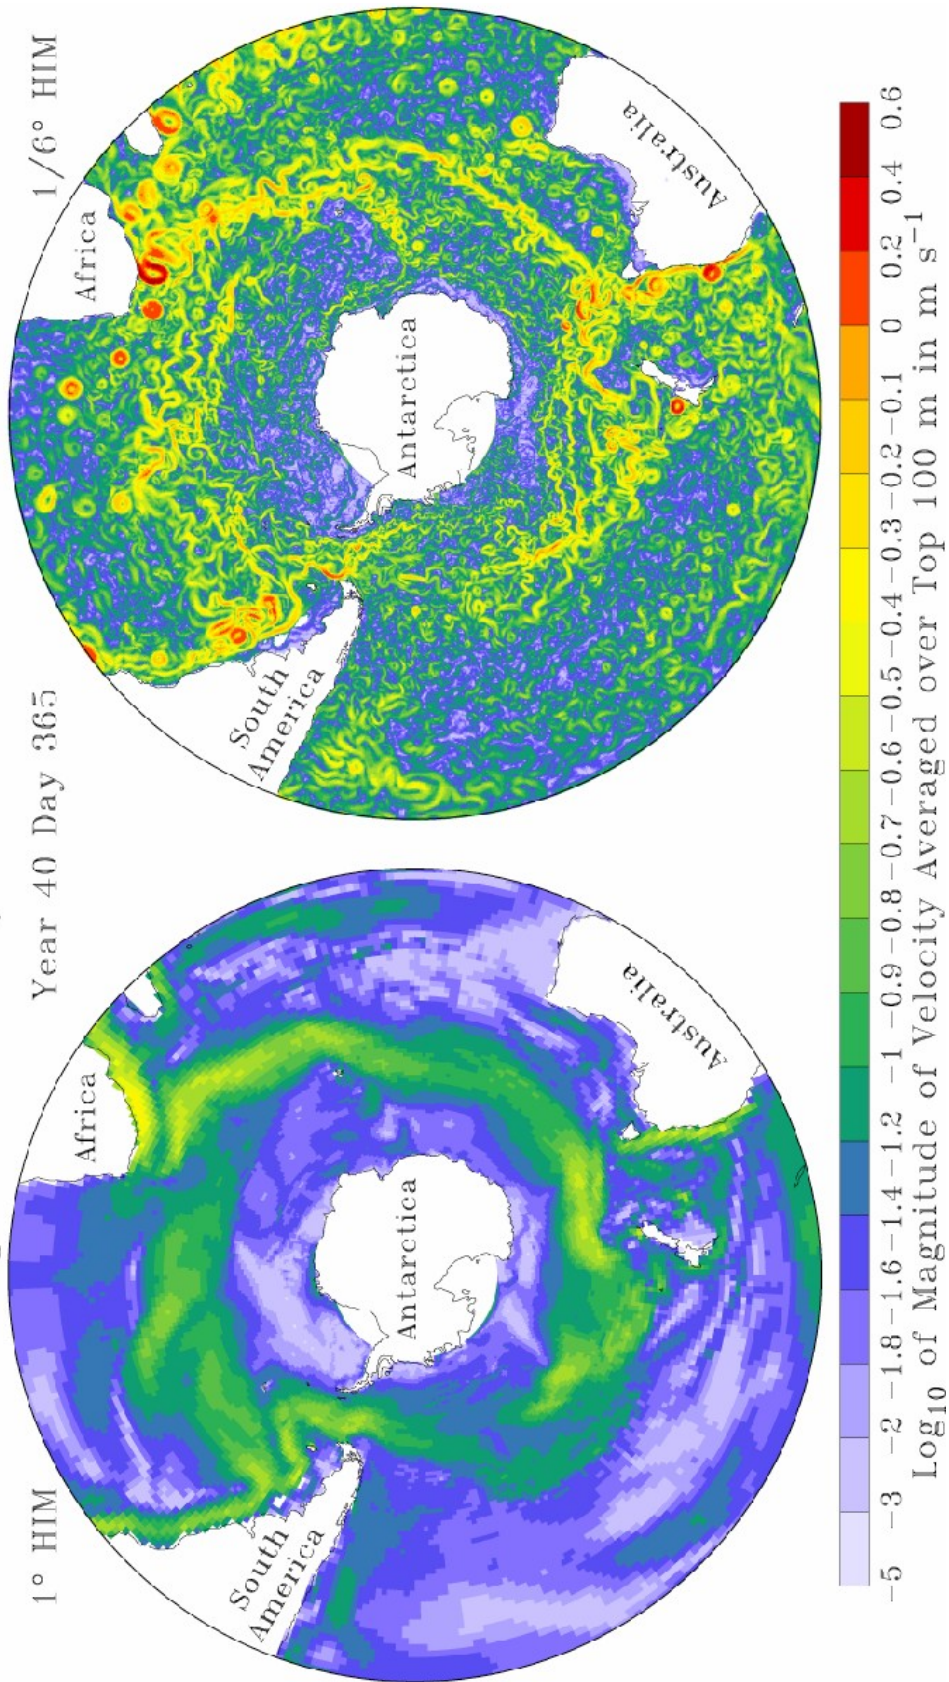 1° HIM
Year 40 Day 365
1/6° HIM
Africa
South
America
Antarctica
Australia
Africa
South
America
Antarctica
Australia
-5 -3 -2 -1.8 -1.6 -1.4 -1.2 -1 -0.9 -0.8 -0.7 -0.6 -0.5 -0.4 -0.3 -0.2 -0.1 0 0.2 0.4 0.6
Log₁₀ of Magnitude of Velocity Averaged over Top 100 m in m s⁻¹